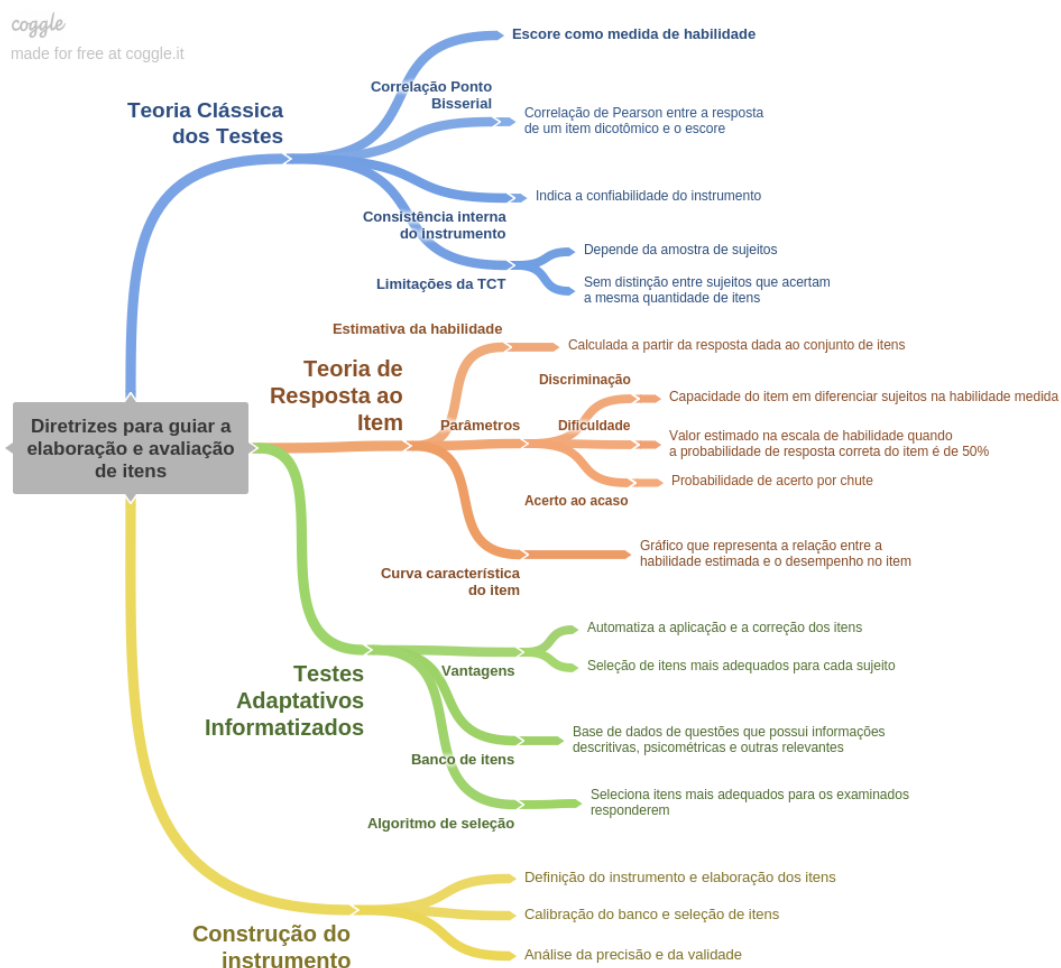 coggle
made for free at coggle.it
Escore como medida de habilidade
Teoria Clássica
dos Testes
Correlação Ponto
Bisserial
Correlação de Pearson entre a resposta
de um item dicotômico e o escore
Indica a confiabilidade do instrumento
Consistência interna
do instrumento
Limitações da TCT
Depende da amostra de sujeitos
Sem distinção entre sujeitos que acertam
a mesma quantidade de itens
Diretrizes para guiar a
elaboração e avaliação
de itens
Teoria de
Resposta ao
Item
Estimativa da habilidade
Calculada a partir da resposta dada ao conjunto de itens
Parâmetros
Discriminação
Capacidade do item em diferenciar sujeitos na habilidade medida
Dificuldade
Valor estimado na escala de habilidade quando
a probabilidade de resposta correta do item é de 50%
Acerto ao acaso
Probabilidade de acerto por chute
Curva característica
do item
Gráfico que representa a relação entre a
habilidade estimada e o desempenho no item
Testes
Adaptativos
Informatizados
Vantagens
Automatiza a aplicação e a correção dos itens
Seleção de itens mais adequados para cada sujeito
Banco de itens
Base de dados de questões que possui informações
descritivas, psicométricas e outras relevantes
Algoritmo de seleção
Seleciona itens mais adequados para os examinados
responderem
Construção do
instrumento
Definição do instrumento e elaboração dos itens
Calibração do banco e seleção de itens
Análise da precisão e da validade